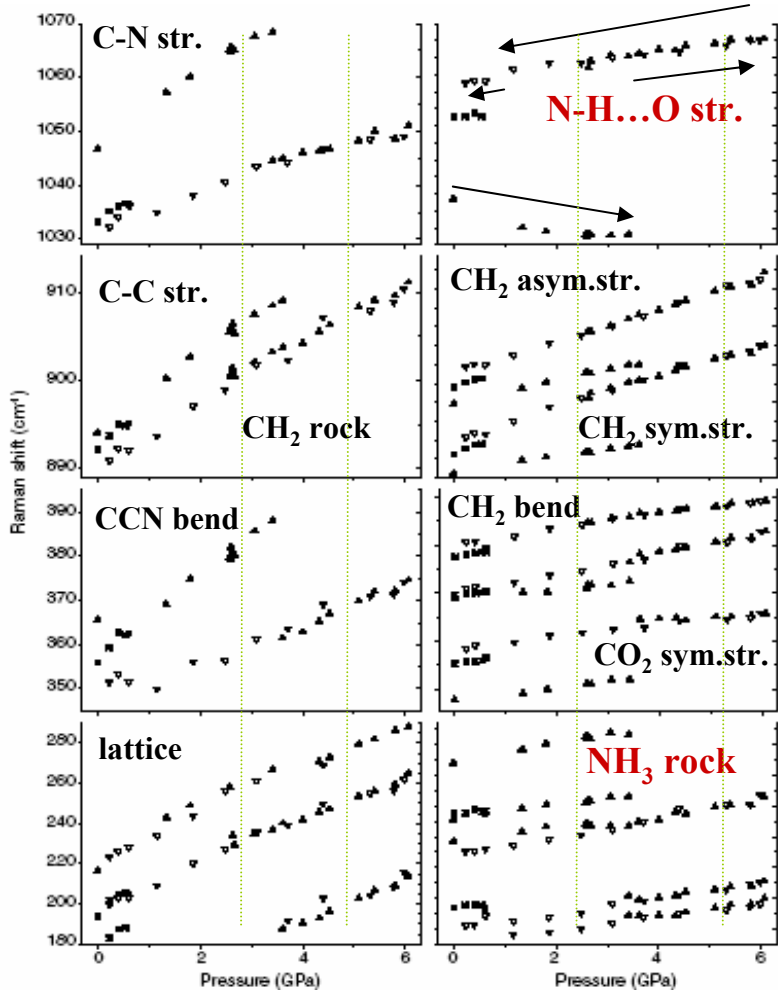 1070
1060
1050
1040
1030
C-N str.
N-H…O str.
Raman shift (cm⁻¹)
910
900
890
C-C str.
CH₂ rock
CH₂ asym.str.
CH₂ sym.str.
390
380
370
360
350
CCN bend
CH₂ bend
CO₂ sym.str.
280
260
240
220
200
180
lattice
NH₃ rock
0 2 4 6
Pressure (GPa)
0 2 4 6
Pressure (GPa)